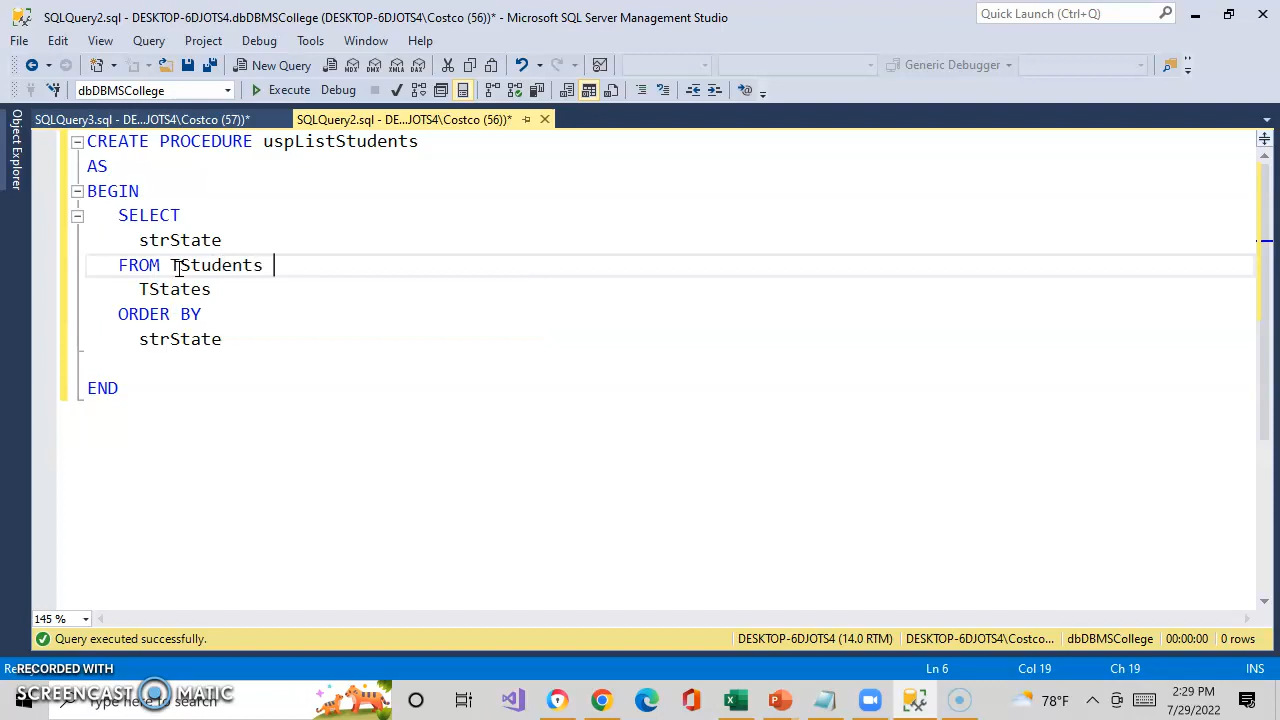 SQLQuery2.sql - DESKTOP-6DJOTS4.dbDBMSCollege (DESKTOP-6DJOTS4\Costco (56))* - Microsoft SQL Server Management Studio
Quick Launch (Ctrl+Q)
File Edit View Query Project Debug Tools Window Help
New Query
Generic Debugger
dbDBMSCollege
Execute Debug
SQLQuery3.sql - DE...JOTS4\Costco (57))*
SQLQuery2.sql - DE...JOTS4\Costco (56))*
Object Explorer
CREATE PROCEDURE uspListStudents
AS
BEGIN
SELECT
strState
FROM TStudents
TStates
ORDER BY
strState
END
145 %
Query executed successfully.
DESKTOP-6DJOTS4 (14.0 RTM)
DESKTOP-6DJOTS4\Costco...
dbDBMSCollege
00:00:00
0 rows
RECORDED WITH
Ln 6
Col 19
Ch 19
INS
SCREENCAST MATIC
Type here to search
78°F
2:29 PM
7/29/2022